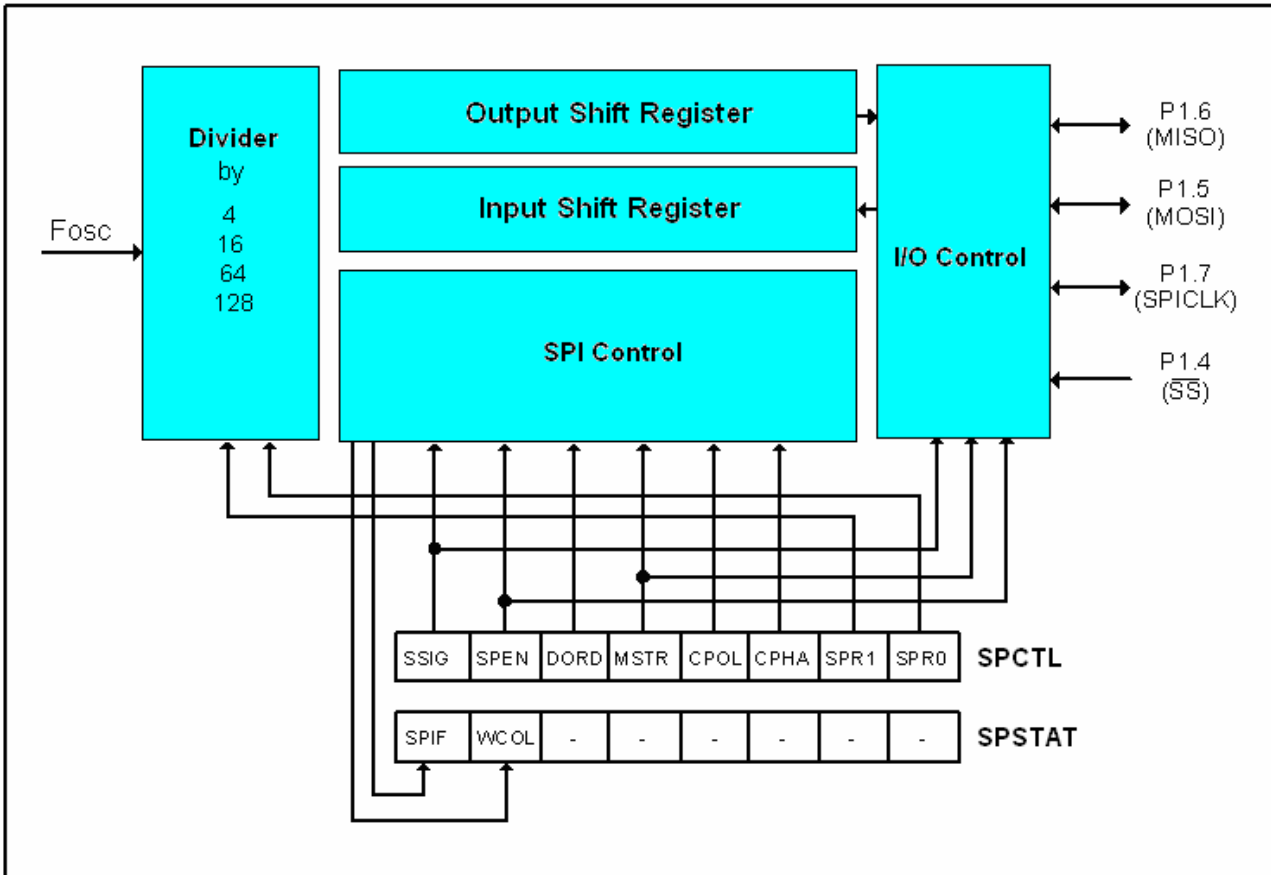 Output Shift Register
Divider
by
4
16
64
128
Input Shift Register
Fosc
SPI Control
I/O Control
P1.6
(MISO)
P1.5
(MOSI)
P1.7
(SPICLK)
P1.4
(S̅S̅)
SSIG SPEN DORD MSTR CPOL CPHA SPR1 SPR0 SPCTL
SPIF WCOL - - - - - - SPSTAT